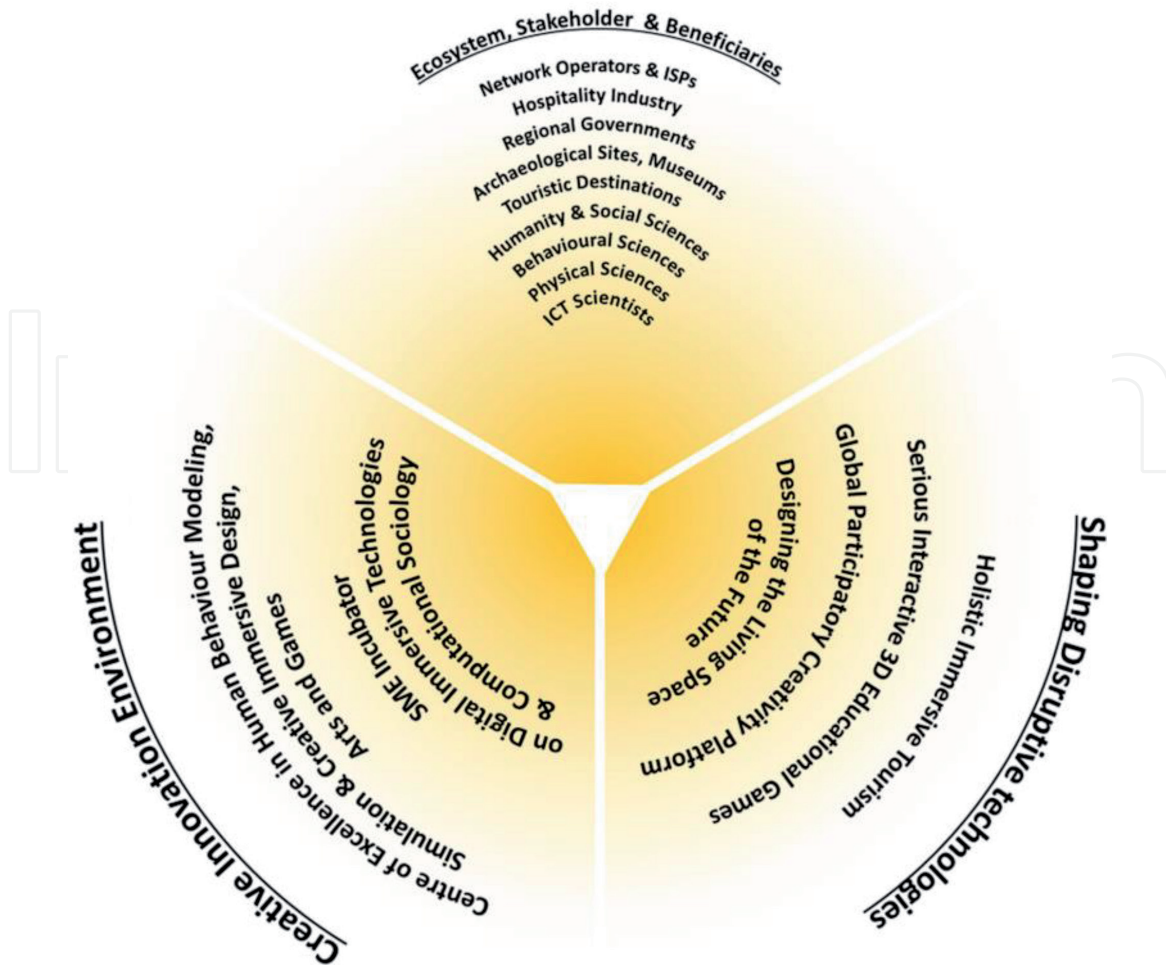 Ecosystem, Stakeholder & Beneficiaries
Network Operators & ISPs
Hospitality Industry
Regional Governments
Archaeological Sites, Museums
Touristic Destinations
Humanity & Social Sciences
Behavioural Sciences
Physical Sciences
ICT Scientists
Shaping Disruptive technologies
Holistic Immersive Tourism
Serious Interactive 3D Educational Games
Global Participatory Creativity Platform
Designing the Living Space
of the Future
Creative Innovation Environment
Centre of Excellence in Human Behaviour Modeling,
Simulation & Creative Immersive Design,
Arts and Games
SME Incubator
on Digital Immersive Technologies
& Computational Sociology